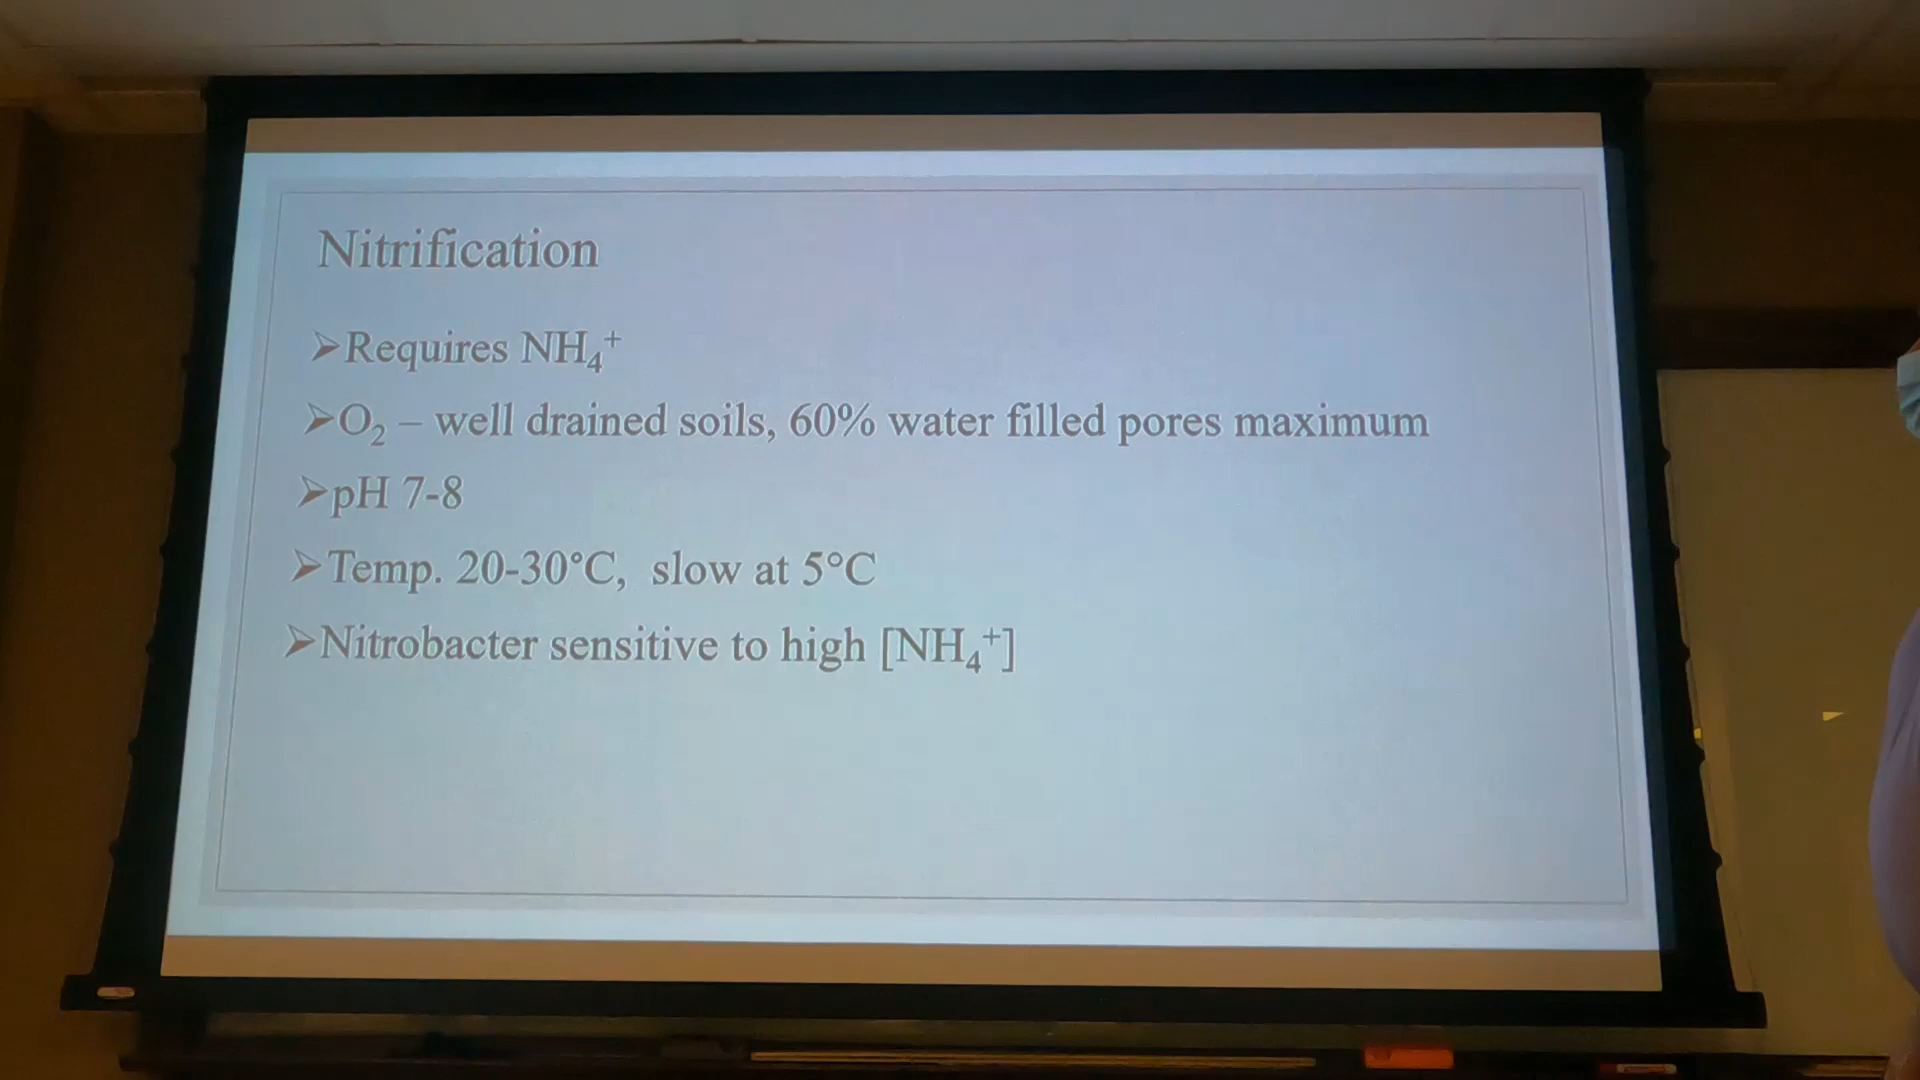 Nitrification
➢Requires NH₄⁺
➢O₂ – well drained soils, 60% water filled pores maximum
➢pH 7-8
➢Temp. 20-30°C,  slow at 5°C
➢Nitrobacter sensitive to high [NH₄⁺]